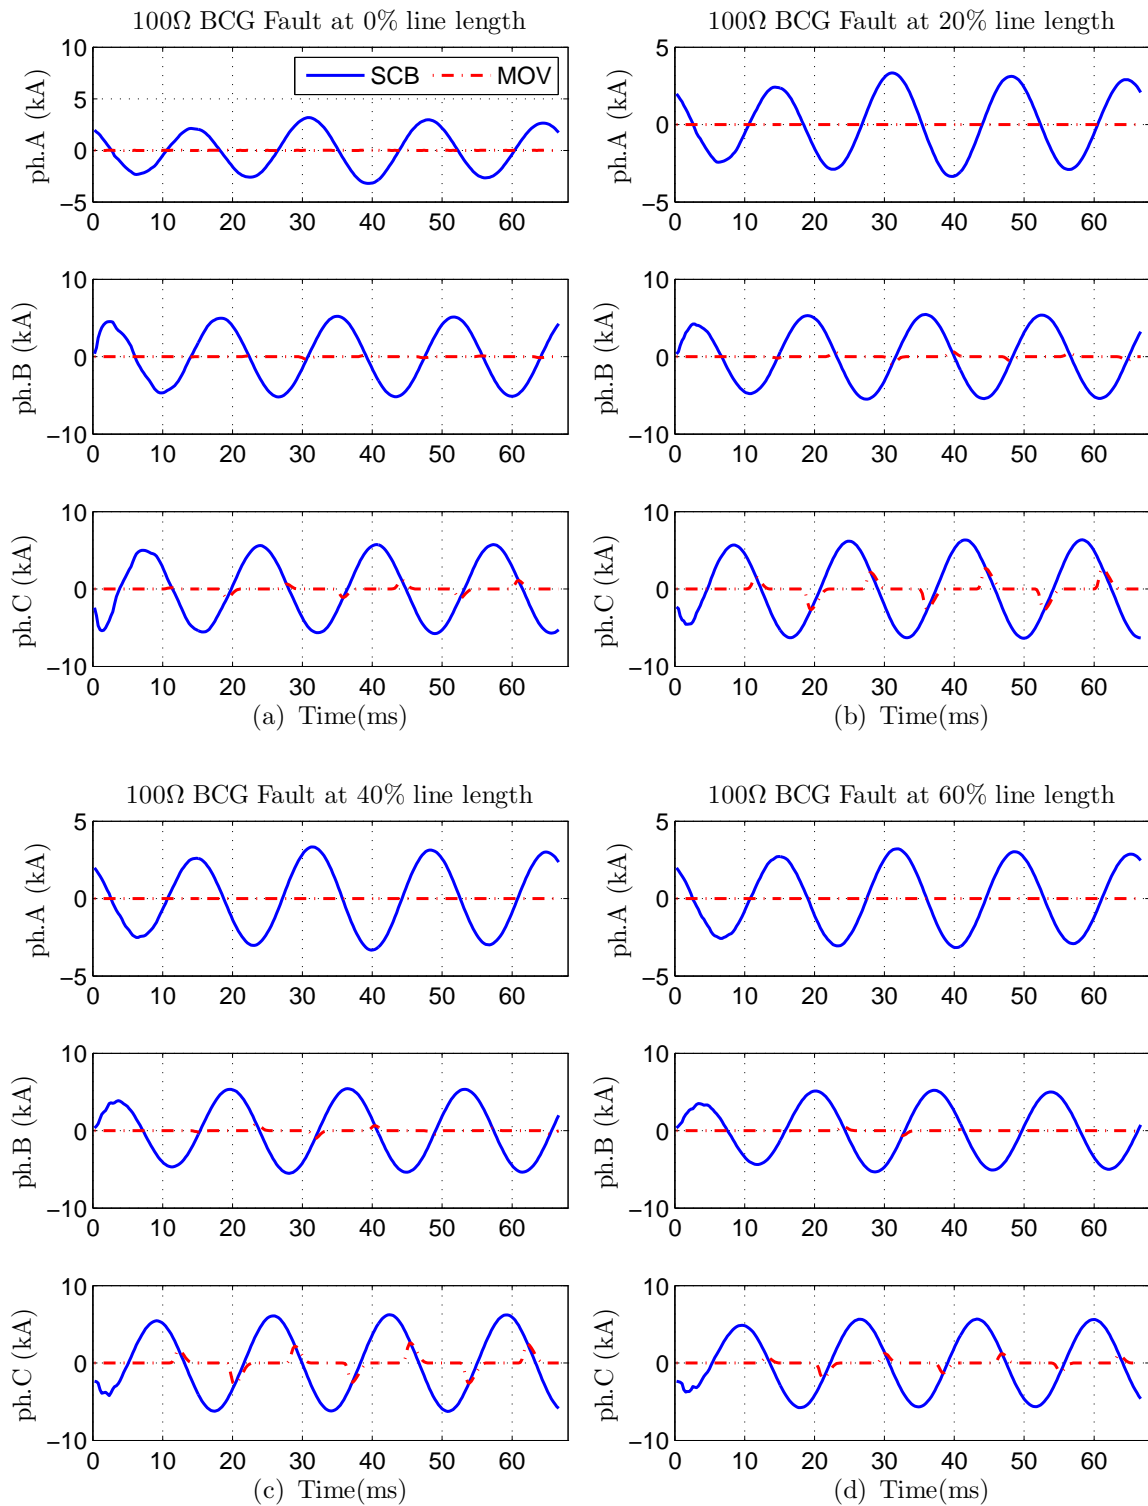 100Ω BCG Fault at 0% line length
10
5
0
−5
ph.A (kA)
SCB
MOV
0 10 20 30 40 50 60
10
0
−10
ph.B (kA)
0 10 20 30 40 50 60
10
0
−10
ph.C (kA)
0 10 20 30 40 50 60
(a) Time(ms)
100Ω BCG Fault at 20% line length
5
0
−5
ph.A (kA)
0 10 20 30 40 50 60
10
0
−10
ph.B (kA)
0 10 20 30 40 50 60
10
0
−10
ph.C (kA)
0 10 20 30 40 50 60
(b) Time(ms)
100Ω BCG Fault at 40% line length
5
0
−5
ph.A (kA)
0 10 20 30 40 50 60
10
0
−10
ph.B (kA)
0 10 20 30 40 50 60
10
0
−10
ph.C (kA)
0 10 20 30 40 50 60
(c) Time(ms)
100Ω BCG Fault at 60% line length
5
0
−5
ph.A (kA)
0 10 20 30 40 50 60
10
0
−10
ph.B (kA)
0 10 20 30 40 50 60
10
0
−10
ph.C (kA)
0 10 20 30 40 50 60
(d) Time(ms)